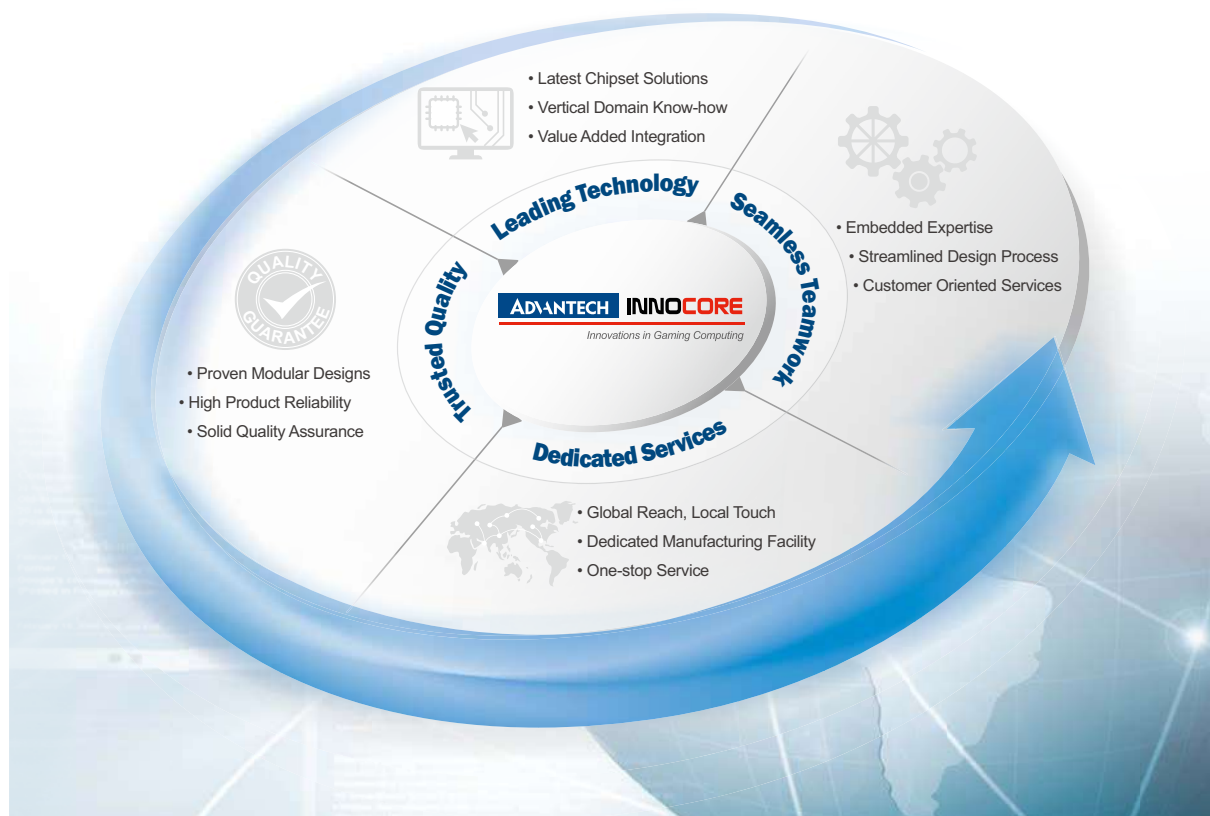 • Latest Chipset Solutions
• Vertical Domain Know-how
• Value Added Integration
Leading Technology
Seamless Teamwork
• Embedded Expertise
• Streamlined Design Process
• Customer Oriented Services
QUALITY
GUARANTEE
Trusted Quality
• Proven Modular Designs
• High Product Reliability
• Solid Quality Assurance
ADVANTECH INNOCORE
Innovations in Gaming Computing
Dedicated Services
• Global Reach, Local Touch
• Dedicated Manufacturing Facility
• One-stop Service